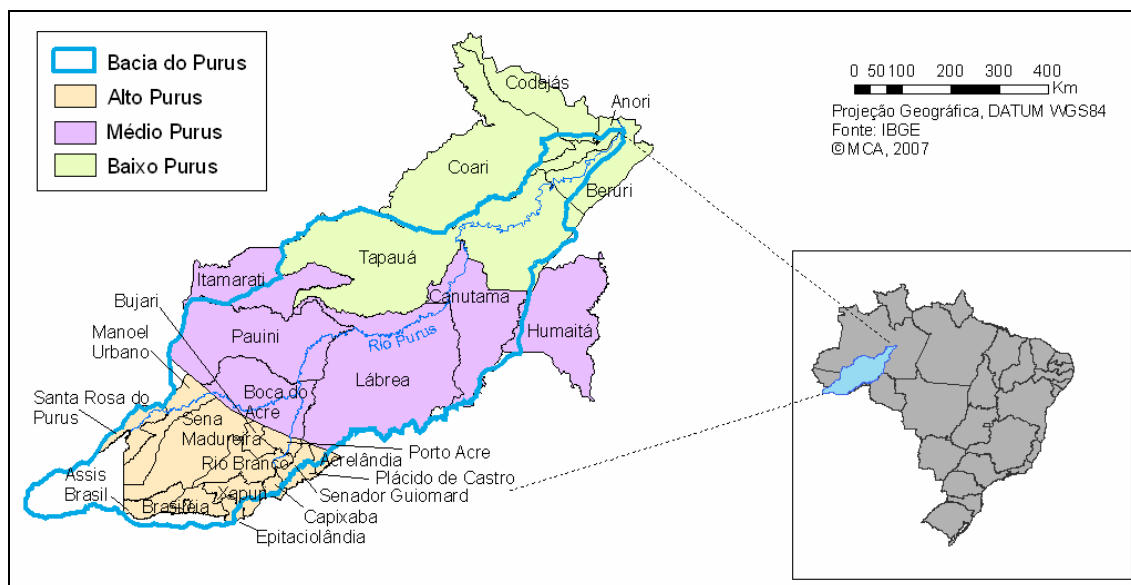 Bacia do Purus
Alto Purus
Médio Purus
Baixo Purus
0 50 100 200 300 400
Km
Projeção Geográfica, DATUM WGS84
Fonte: IBGE
©MCA, 2007
Codajás
Anori
Coari
Beruri
Tapauá
Itamarati
Canutama
Bujari
Humaitá
Manoel
Urbano
Pauini
Rio Purus
Lábrea
Boca do
Acre
Santa Rosa do
Purus
Sena
Madureira
Porto Acre
Rio Branco
Acrelândia
Plácido de Castro
Assis
Brasil
Xapuri
Senador Guiomard
Brasiléia
Capixaba
Epitaciolândia